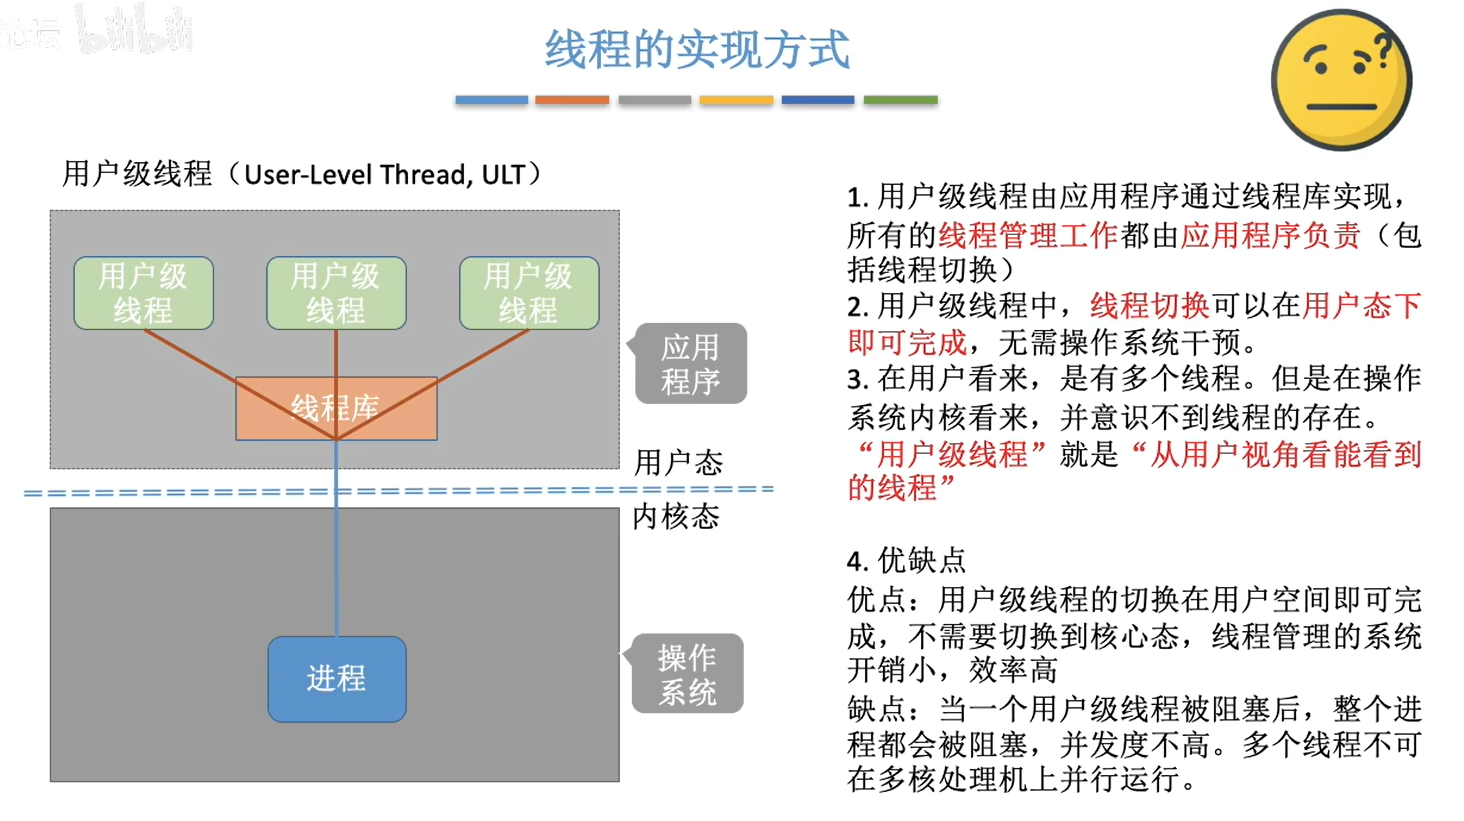 论坛 bilibili
线程的实现方式
用户级线程（User-Level Thread, ULT）
用户级
线程
用户级
线程
用户级
线程
线程库
应用
程序
用户态
内核态
进程
操作
系统
1. 用户级线程由应用程序通过线程库实现，
所有的线程管理工作都由应用程序负责（包
括线程切换）
2. 用户级线程中，线程切换可以在用户态下
即可完成，无需操作系统干预。
3. 在用户看来，是有多个线程。但是在操作
系统内核看来，并意识不到线程的存在。
“用户级线程”就是“从用户视角看能看到
的线程”
4. 优缺点
优点：用户级线程的切换在用户空间即可完
成，不需要切换到核心态，线程管理的系统
开销小，效率高
缺点：当一个用户级线程被阻塞后，整个进
程都会被阻塞，并发度不高。多个线程不可
在多核处理机上并行运行。